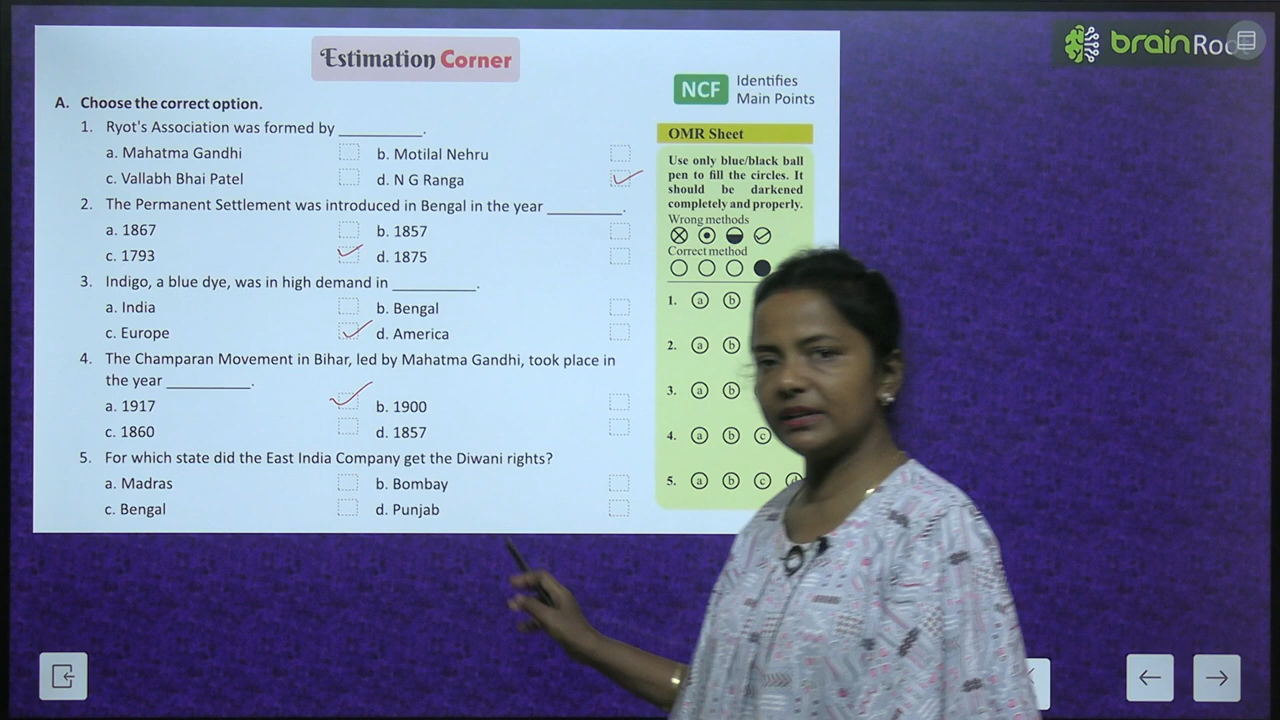 Estimation Corner
brainRoo
NCF Identifies
Main Points
A. Choose the correct option.
1. Ryot's Association was formed by __________.
a. Mahatma Gandhi b. Motilal Nehru
c. Vallabh Bhai Patel d. N G Ranga
2. The Permanent Settlement was introduced in Bengal in the year _________.
a. 1867 b. 1857
c. 1793 d. 1875
3. Indigo, a blue dye, was in high demand in __________.
a. India b. Bengal
c. Europe d. America
4. The Champaran Movement in Bihar, led by Mahatma Gandhi, took place in
the year __________.
a. 1917 b. 1900
c. 1860 d. 1857
5. For which state did the East India Company get the Diwani rights?
a. Madras b. Bombay
c. Bengal d. Punjab
OMR Sheet
Use only blue/black ball
pen to fill the circles. It
should be darkened
completely and properly.
Wrong methods
Correct method
1. a b
2. a b
3. a b
4. a b c
5. a b c d